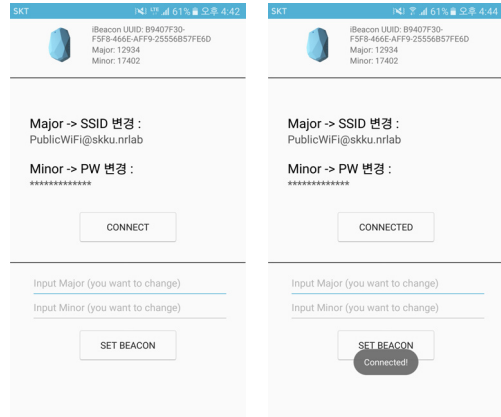 SKT
LTE 61% 오후 4:42
iBeacon UUID: B9407F30-
F5F8-466E-AFF9-25556B57FE6D
Major: 12934
Minor: 17402
Major -> SSID 변경 :
PublicWiFi@skku.nrlab
Minor -> PW 변경 :
*************
CONNECT
Input Major (you want to change)
Input Minor (you want to change)
SET BEACON
SKT
61% 오후 4:44
iBeacon UUID: B9407F30-
F5F8-466E-AFF9-25556B57FE6D
Major: 12934
Minor: 17402
Major -> SSID 변경 :
PublicWiFi@skku.nrlab
Minor -> PW 변경 :
*************
CONNECTED
Input Major (you want to change)
Input Minor (you want to change)
SET BEACON
Connected!